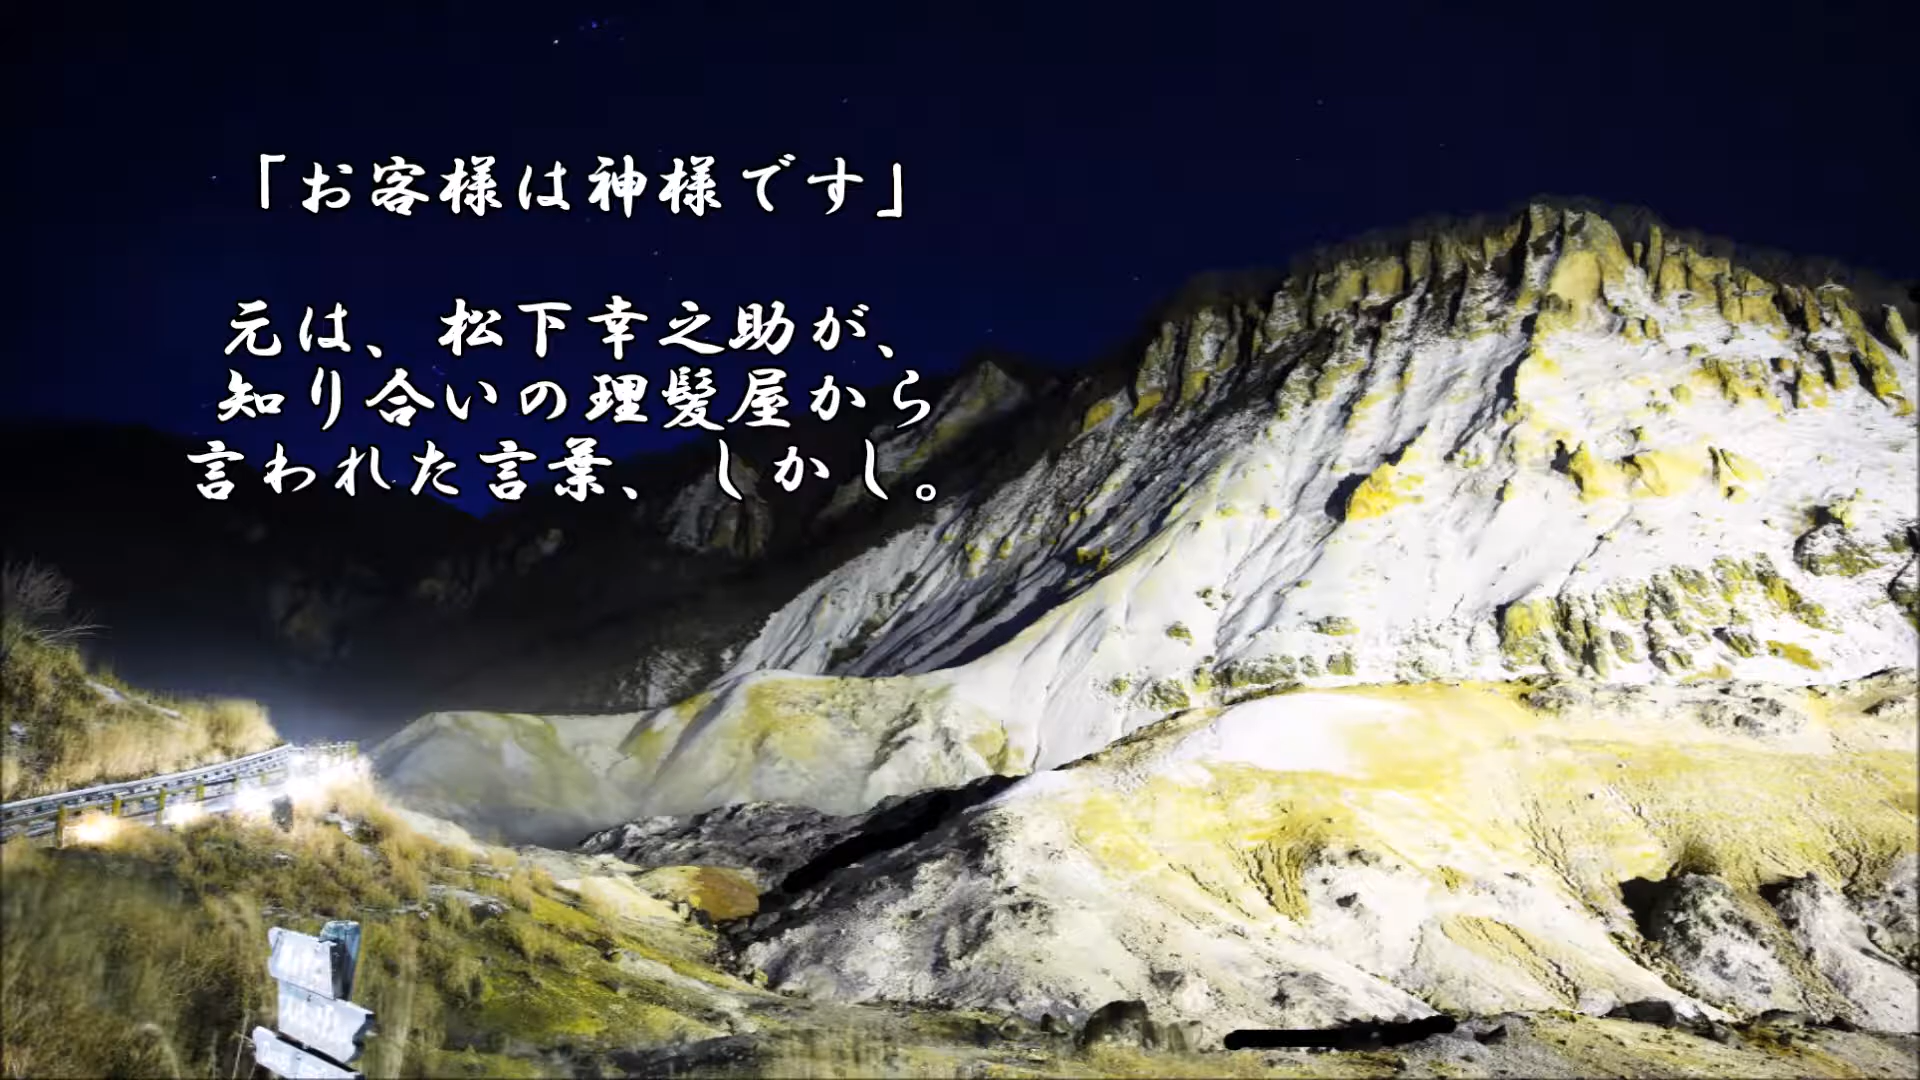 「お客様は神様です」
元は、松下幸之助が、
知り合いの理髪屋から
言われた言葉、しかし。